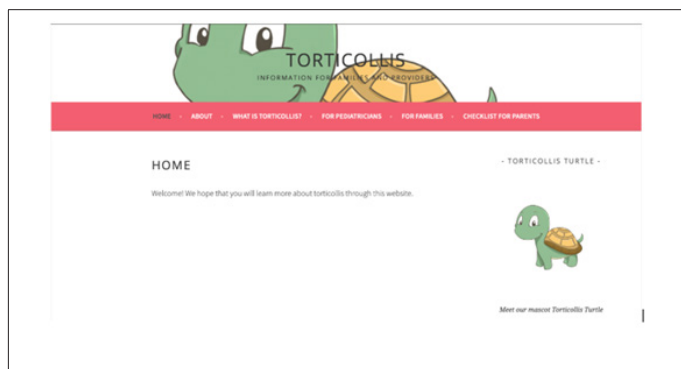 TORTICOLLIS
INFORMATION FOR FAMILIES AND PROVIDERS
HOME - ABOUT - WHAT IS TORTICOLLIS? - FOR PEDIATRICIANS - FOR FAMILIES - CHECKLIST FOR PARENTS
HOME
Welcome! We hope that you will learn more about torticollis through this website.
- TORTICOLLIS TURTLE -
Meet our mascot Torticollis Turtle